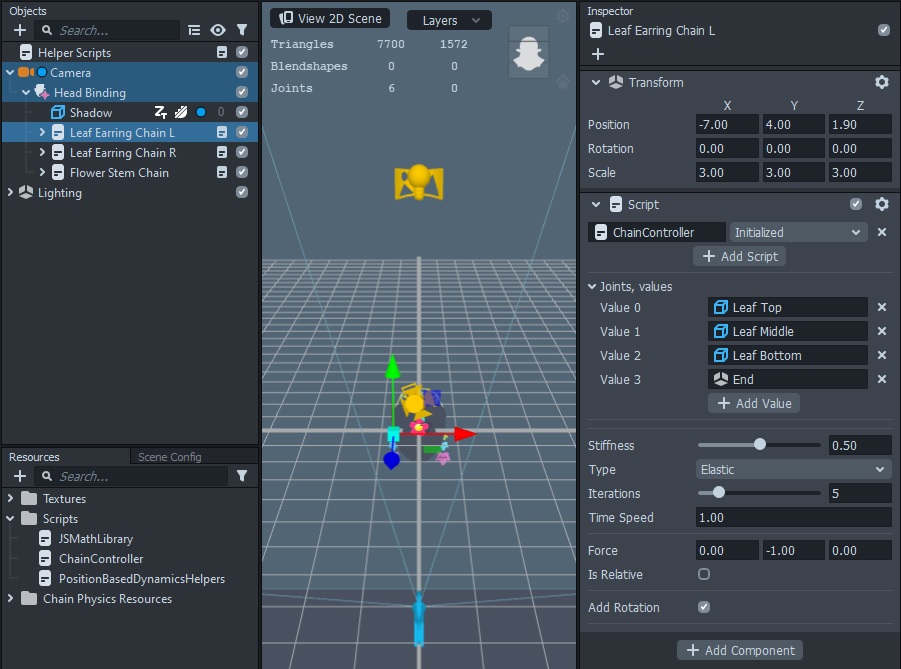 Objects
Search...
Helper Scripts
Camera
Head Binding
Shadow 0
Leaf Earring Chain L
Leaf Earring Chain R
Flower Stem Chain
Lighting
Resources Scene Config
Search...
Textures
Scripts
JSMathLibrary
ChainController
PositionBasedDynamicsHelpers
Chain Physics Resources
View 2D Scene Layers
Triangles 7700 1572
Blendshapes 0 0
Joints 6 0
Inspector
Leaf Earring Chain L
Transform
X Y Z
Position -7.00 4.00 1.90
Rotation 0.00 0.00 0.00
Scale 3.00 3.00 3.00
Script
ChainController Initialized
Add Script
Joints, values
Value 0 Leaf Top
Value 1 Leaf Middle
Value 2 Leaf Bottom
Value 3 End
Add Value
Stiffness 0.50
Type Elastic
Iterations 5
Time Speed 1.00
Force 0.00 -1.00 0.00
Is Relative
Add Rotation
Add Component